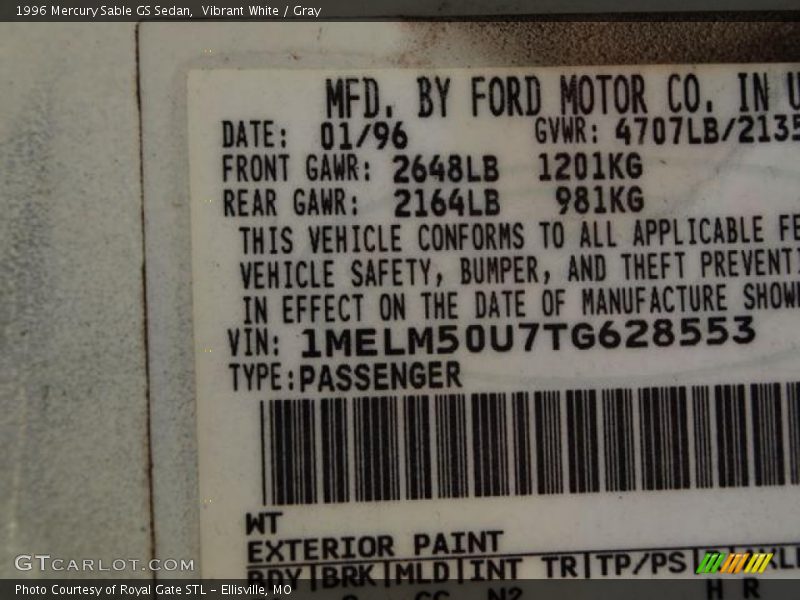 1996 Mercury Sable GS Sedan,  Vibrant White / Gray
MFD. BY FORD MOTOR CO. IN
DATE: 01/96 GVWR: 4707LB/2135
FRONT GAWR: 2648LB 1201KG
REAR GAWR: 2164LB 981KG
THIS VEHICLE CONFORMS TO ALL APPLICABLE FE
VEHICLE SAFETY, BUMPER, AND THEFT PREVENTI
IN EFFECT ON THE DATE OF MANUFACTURE SHOW
VIN: 1MELM50U7TG628553
TYPE:PASSENGER
WT
EXTERIOR PAINT
BDY|BRK|MLD|INT TR|TP/PS|
H R
N2
GTCARLOT.COM
Photo Courtesy of Royal Gate STL – Ellisville, MO